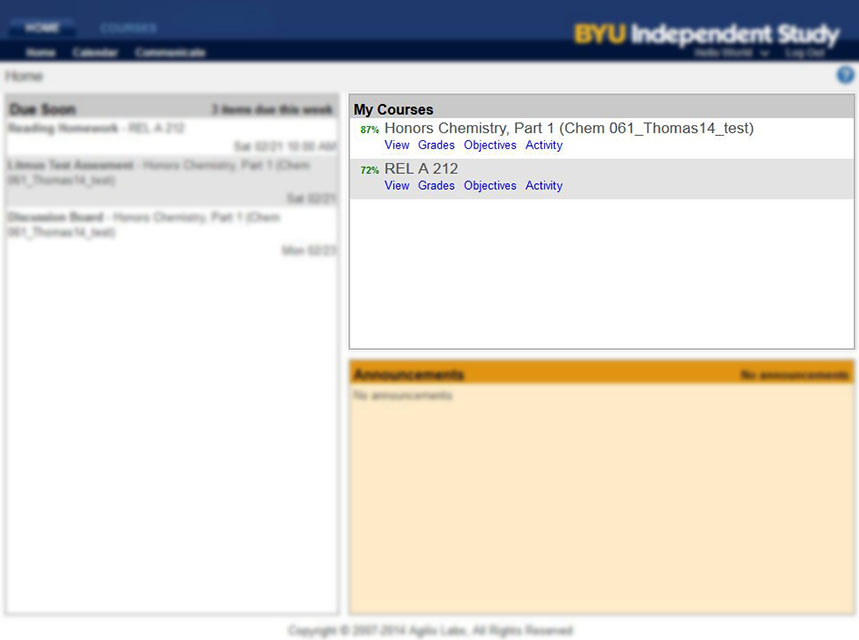 HOME COURSES
BYU Independent Study
Home Calendar Communicate
Hello World Log Out
Home
Due Soon 3 items due this week
Reading Homework - REL A 212
Sat 02/21 10:00 AM
Litmus Test Assesment - Honors Chemistry, Part 1 (Chem
061_Thomas14_test)
Sat 02/21
Discussion Board - Honors Chemistry, Part 1 (Chem
061_Thomas14_test)
Mon 02/23
My Courses
87% Honors Chemistry, Part 1 (Chem 061_Thomas14_test)
View Grades Objectives Activity
72% REL A 212
View Grades Objectives Activity
Announcements No announcements
No announcements
Copyright © 2007-2014 Agilix Labs, All Rights Reserved